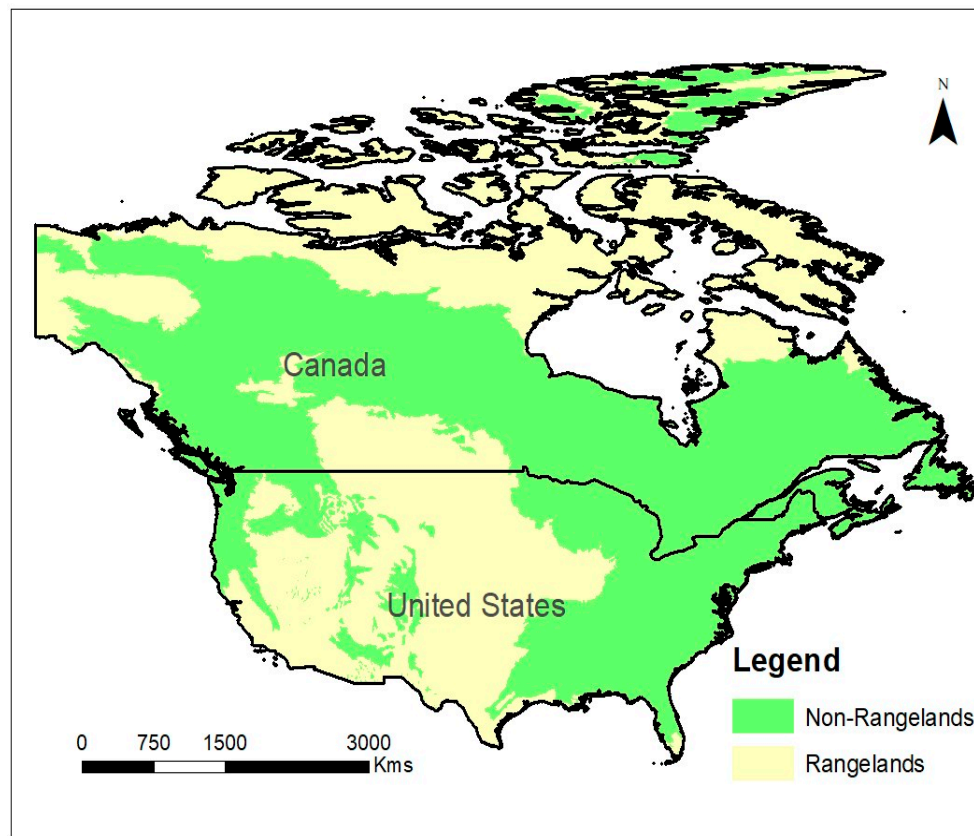 N
Canada
United States
Legend
Non-Rangelands
Rangelands
0 750 1500 3000
Kms